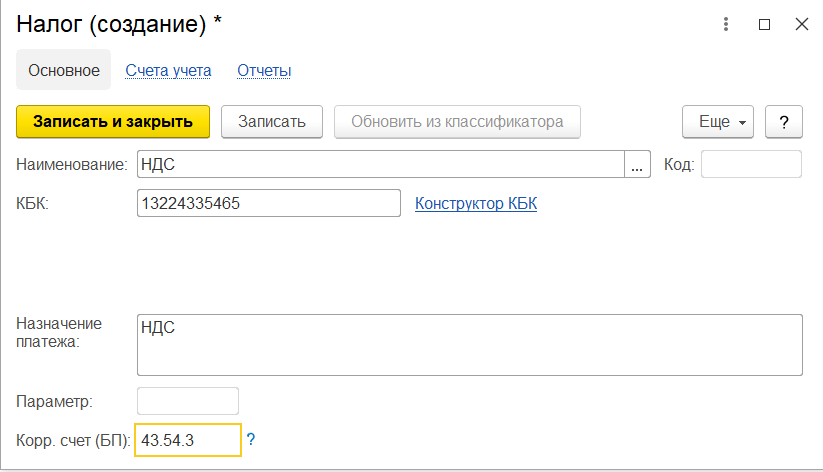 Налог (создание) *
Основное Счета учета Отчеты
Записать и закрыть Записать Обновить из классификатора Еще ?
Наименование: НДС ... Код:
КБК: 13224335465 Конструктор КБК
Назначение
платежа:
НДС
Параметр:
Корр. счет (БП): 43.54.3 ?